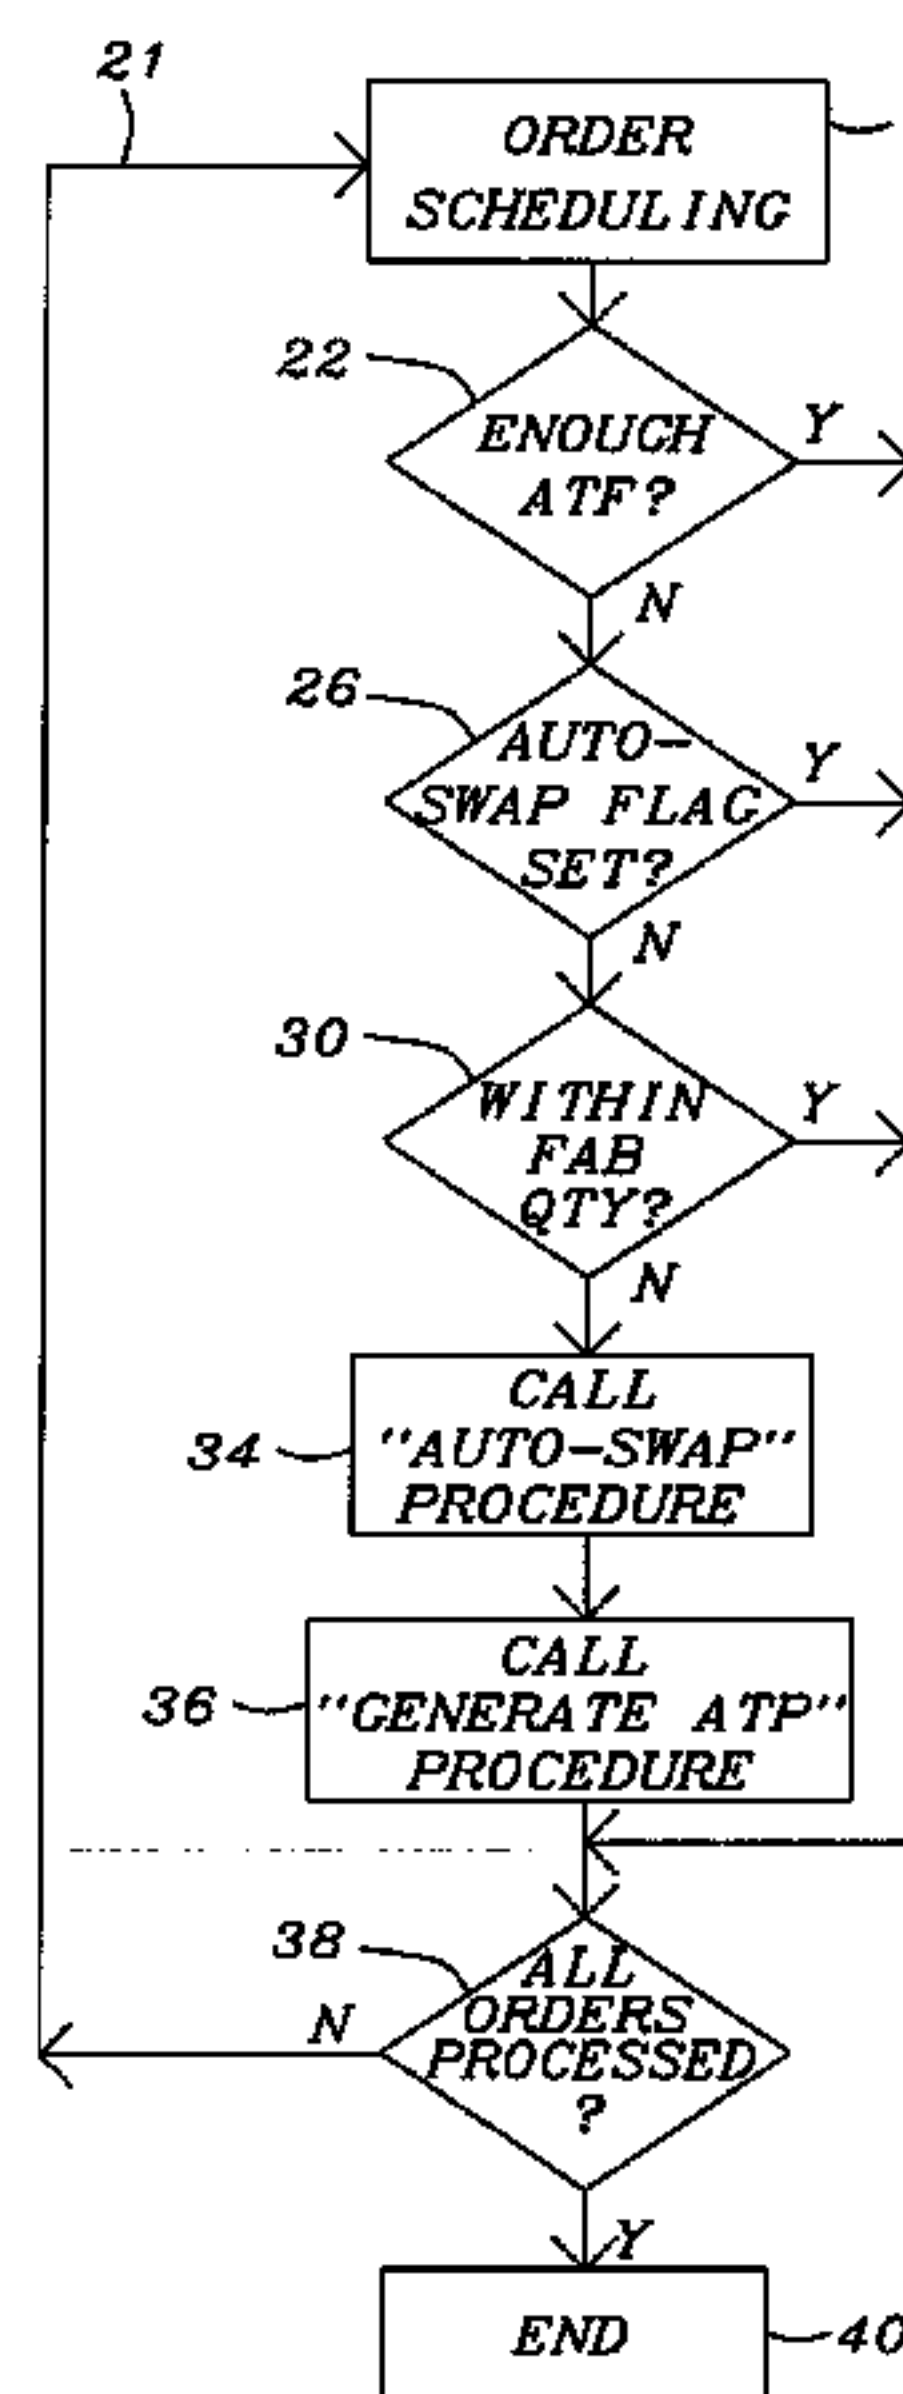 21
ORDER
SCHEDULING
22
ENOUGH
ATF?
Y
N
26
AUTO-
SWAP FLAG
SET?
Y
N
30
WITHIN
FAB
QTY?
Y
N
34
CALL
"AUTO-SWAP"
PROCEDURE
36
CALL
"GENERATE ATP"
PROCEDURE
38
ALL
ORDERS
PROCESSED
?
N
Y
END
40